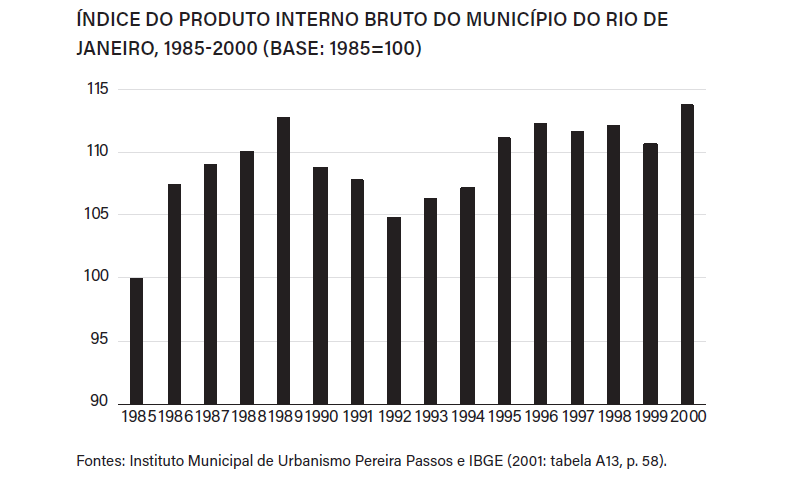 ÍNDICE DO PRODUTO INTERNO BRUTO DO MUNICÍPIO DO RIO DE
JANEIRO, 1985-2000 (BASE: 1985=100)
115
110
105
100
95
90
1985 1986 1987 1988 1989 1990 1991 1992 1993 1994 1995 1996 1997 1998 1999 2000
Fontes: Instituto Municipal de Urbanismo Pereira Passos e IBGE (2001: tabela A13, p. 58).